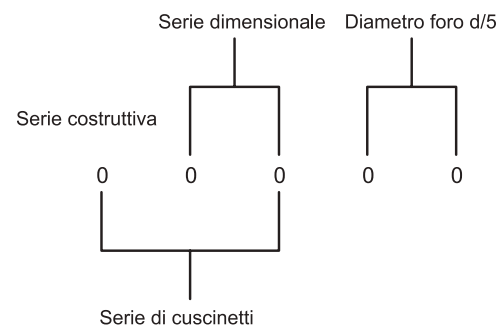 Serie dimensionale Diametro foro d/5
Serie costruttiva
0 0 0 0 0
Serie di cuscinetti